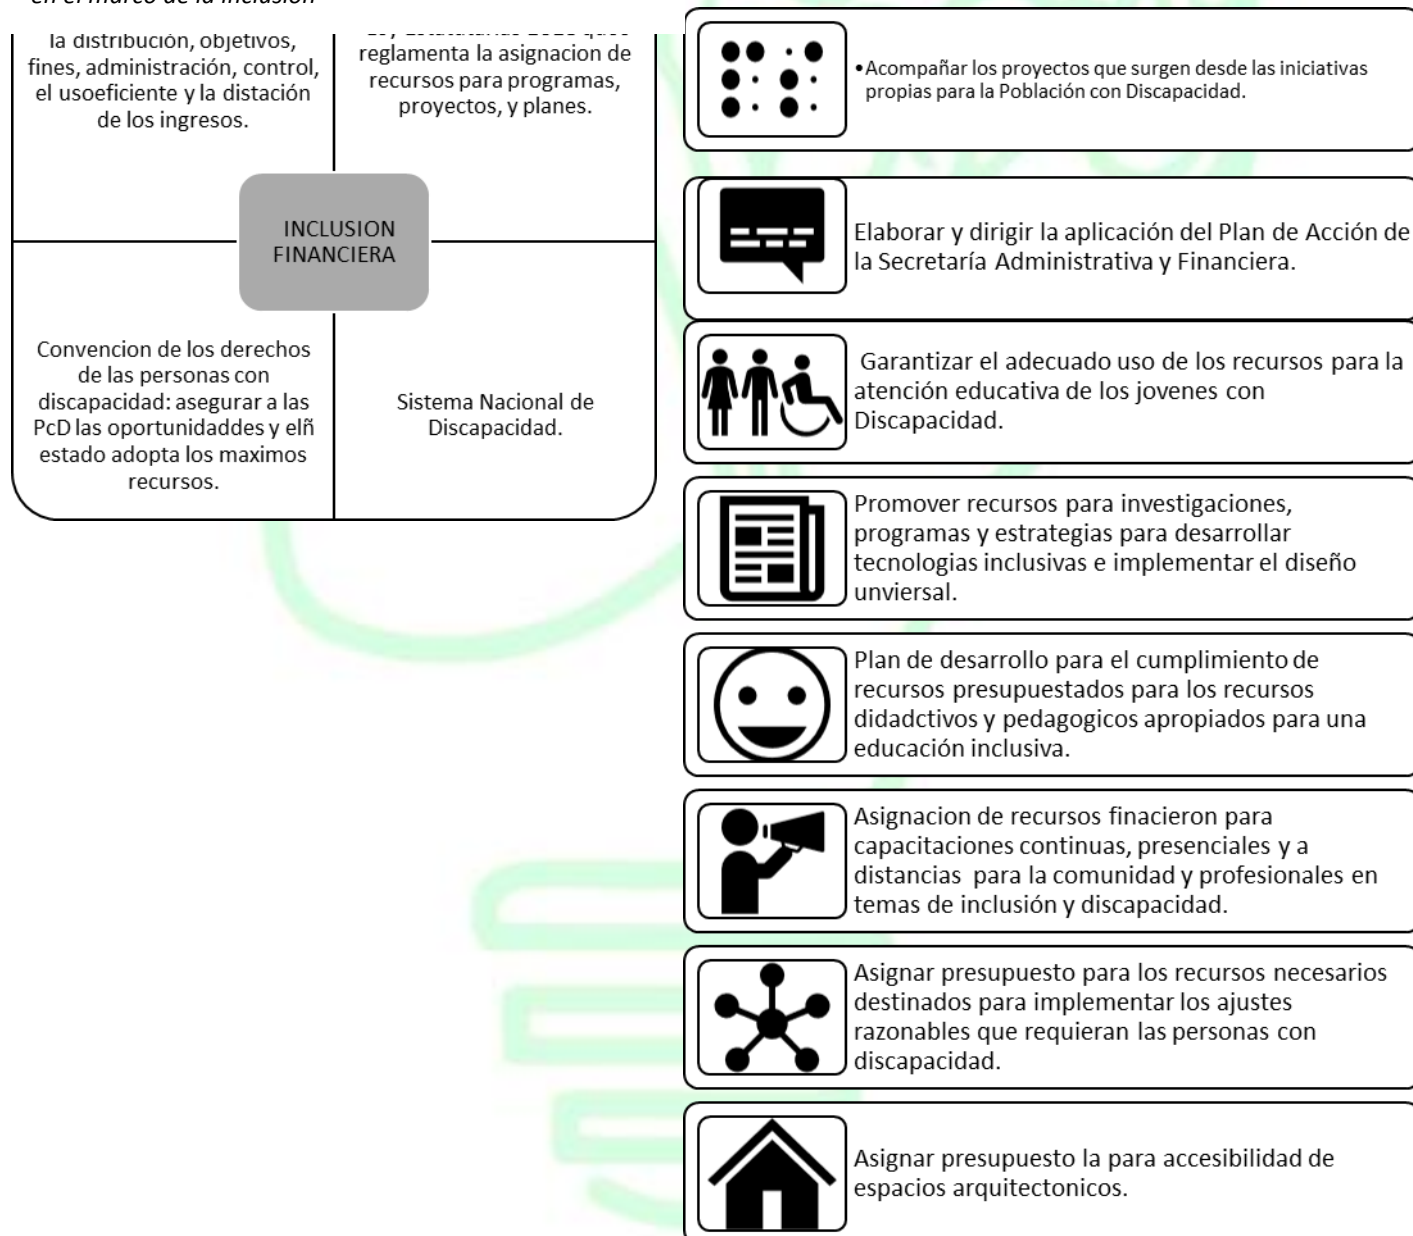 en el marco de la inclusión
la distribución, objetivos,
fines, administración, control,
el usoeficiente y la distación
de los ingresos.
reglamenta la asignacion de
recursos para programas,
proyectos, y planes.
INCLUSION
FINANCIERA
Convencion de los derechos
de las personas con
discapacidad: asegurar a las
PcD las oportunidaddes y elñ
estado adopta los maximos
recursos.
Sistema Nacional de
Discapacidad.
•Acompañar los proyectos que surgen desde las iniciativas
propias para la Población con Discapacidad.
Elaborar y dirigir la aplicación del Plan de Acción de
la Secretaría Administrativa y Financiera.
Garantizar el adecuado uso de los recursos para la
atención educativa de los jovenes con
Discapacidad.
Promover recursos para investigaciones,
programas y estrategias para desarrollar
tecnologias inclusivas e implementar el diseño
unviersal.
Plan de desarrollo para el cumplimiento de
recursos presupuestados para los recursos
didadctivos y pedagogicos apropiados para una
educación inclusiva.
Asignacion de recursos finacieron para
capacitaciones continuas, presenciales y a
distancias para la comunidad y profesionales en
temas de inclusión y discapacidad.
Asignar presupuesto para los recursos necesarios
destinados para implementar los ajustes
razonables que requieran las personas con
discapacidad.
Asignar presupuesto la para accesibilidad de
espacios arquitectonicos.